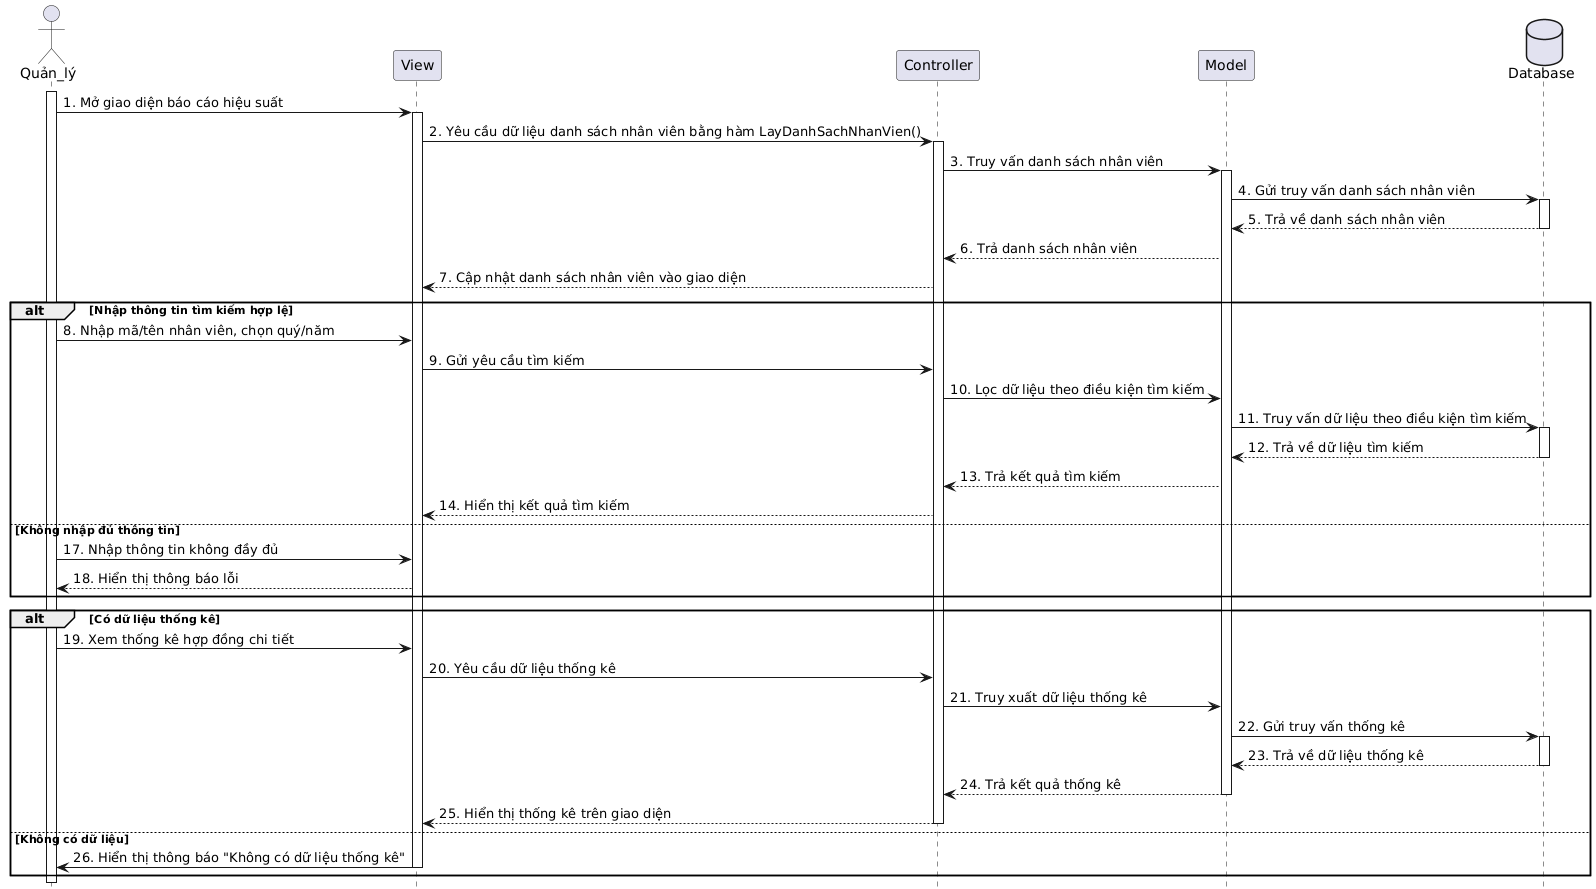 Quản_lý
View
Controller
Model
Database
1. Mở giao diện báo cáo hiệu suất
2. Yêu cầu dữ liệu danh sách nhân viên bằng hàm LayDanhSachNhanVien()
3. Truy vấn danh sách nhân viên
4. Gửi truy vấn danh sách nhân viên
5. Trả về danh sách nhân viên
6. Trả danh sách nhân viên
7. Cập nhật danh sách nhân viên vào giao diện
alt [Nhập thông tin tìm kiếm hợp lệ]
8. Nhập mã/tên nhân viên, chọn quý/năm
9. Gửi yêu cầu tìm kiếm
10. Lọc dữ liệu theo điều kiện tìm kiếm
11. Truy vấn dữ liệu theo điều kiện tìm kiếm
12. Trả về dữ liệu tìm kiếm
13. Trả kết quả tìm kiếm
14. Hiển thị kết quả tìm kiếm
[Không nhập đủ thông tin]
17. Nhập thông tin không đầy đủ
18. Hiển thị thông báo lỗi
alt [Có dữ liệu thống kê]
19. Xem thống kê hợp đồng chi tiết
20. Yêu cầu dữ liệu thống kê
21. Truy xuất dữ liệu thống kê
22. Gửi truy vấn thống kê
23. Trả về dữ liệu thống kê
24. Trả kết quả thống kê
25. Hiển thị thống kê trên giao diện
[Không có dữ liệu]
26. Hiển thị thông báo "Không có dữ liệu thống kê"